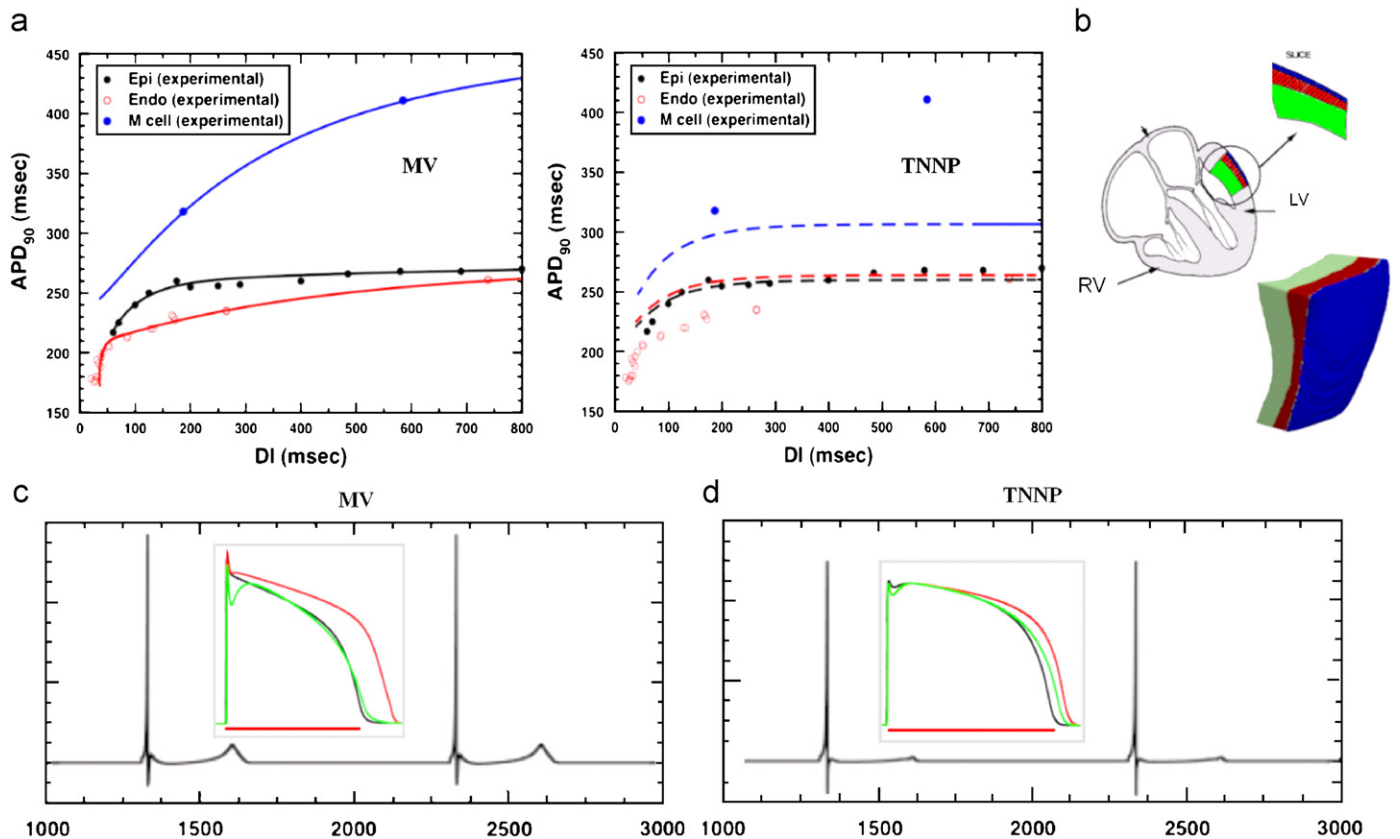 a
b
450
400
350
300
250
200
150
APD90 (msec)
Epi (experimental)
Endo (experimental)
M cell (experimental)
MV
0
100
200
300
400
500
600
700
800
DI (msec)
450
400
350
300
250
200
150
APD90 (msec)
Epi (experimental)
Endo (experimental)
M cell (experimental)
TNNP
0
100
200
300
400
500
600
700
800
DI (msec)
SLICE
LV
RV
c
MV
1000
1500
2000
2500
3000
d
TNNP
1000
1500
2000
2500
3000